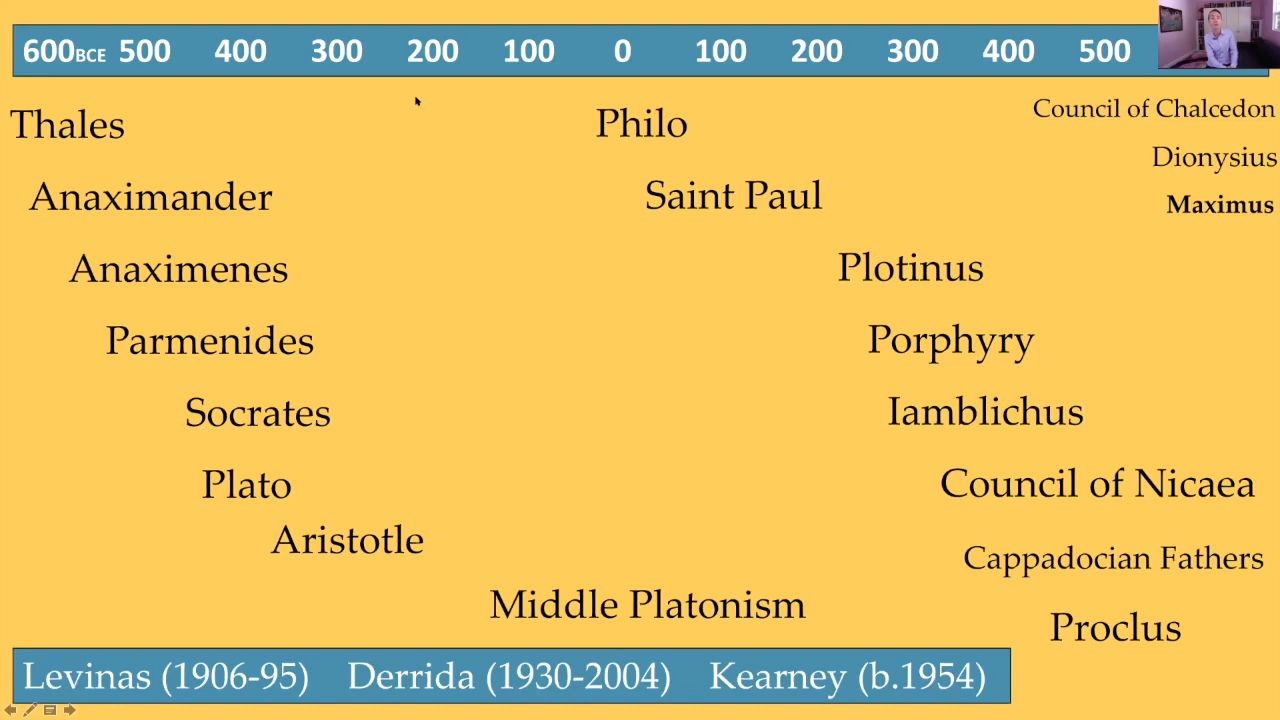 600BCE 500 400 300 200 100 0 100 200 300 400 500
Thales
Philo
Council of Chalcedon
Dionysius
Anaximander
Saint Paul
Maximus
Anaximenes
Plotinus
Parmenides
Porphyry
Socrates
Iamblichus
Plato
Council of Nicaea
Aristotle
Cappadocian Fathers
Middle Platonism
Proclus
Levinas (1906-95) Derrida (1930-2004) Kearney (b.1954)